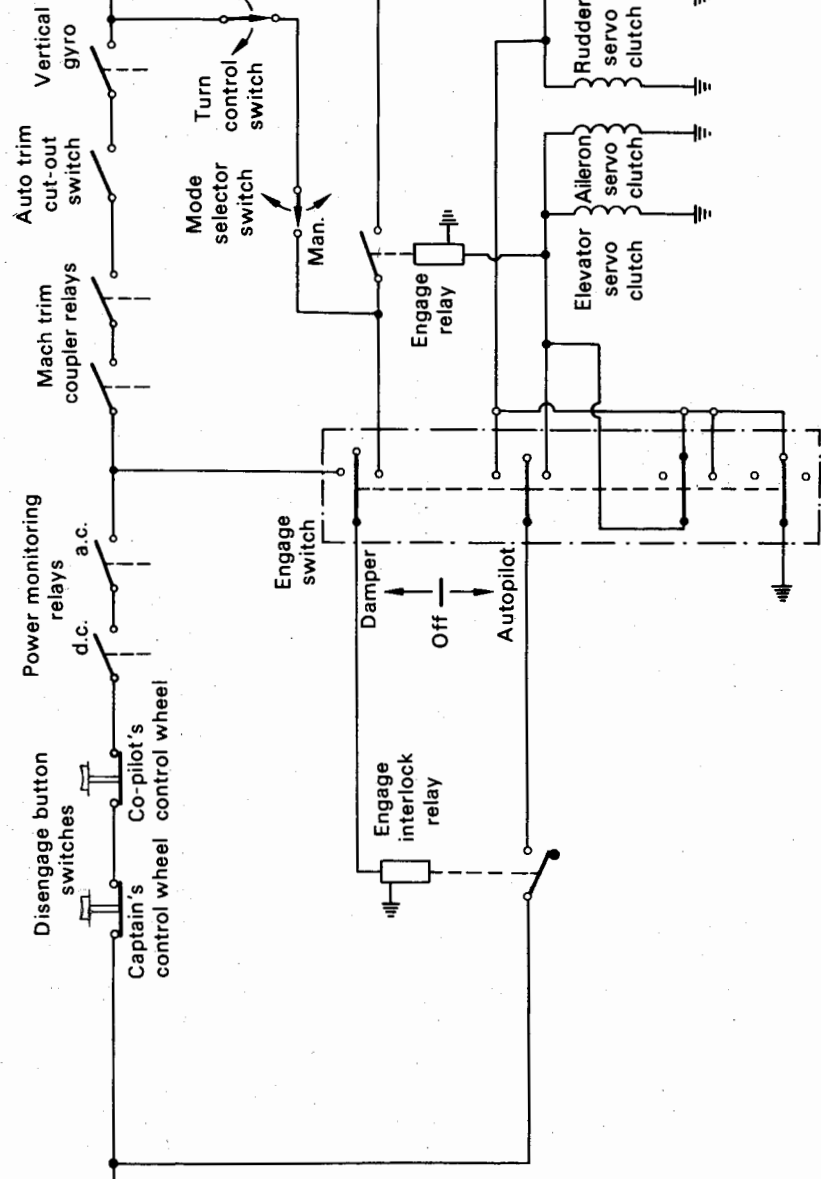 Vertical
gyro
Auto trim
cut-out
switch
Mach trim
coupler relays
Power monitoring
relays
d.c.
a.c.
Disengage button
switches
Captain's
control wheel
Co-pilot's
control wheel
Turn
control
switch
Mode
selector
switch
Man.
Engage
relay
Rudder
servo
clutch
Aileron
servo
clutch
Elevator
servo
clutch
Engage
switch
Damper
Off
Autopilot
Engage
interlock
relay